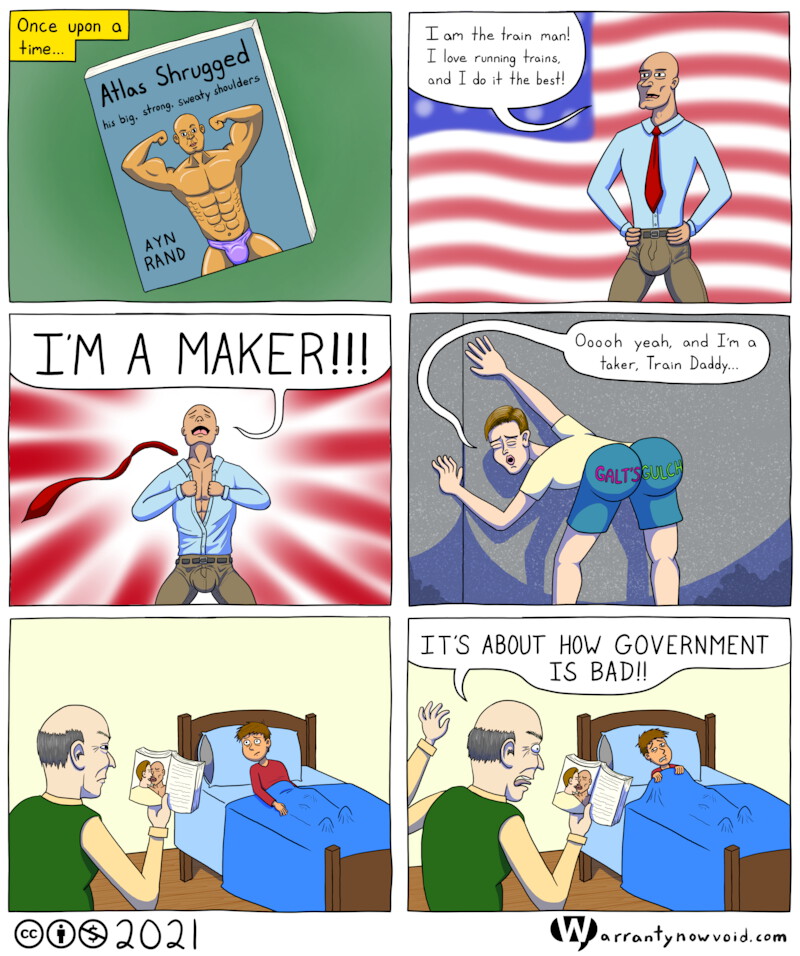 Once upon a
time...
Atlas Shrugged
his big, strong, sweaty shoulders
AYN
RAND
I am the train man!
I love running trains,
and I do it the best!
I'M A MAKER!!!
Ooooh yeah, and I'm a
taker, Train Daddy...
GALT'S GULCH
IT'S ABOUT HOW GOVERNMENT
IS BAD!!
cc 2021
Warrantynowvoid.com